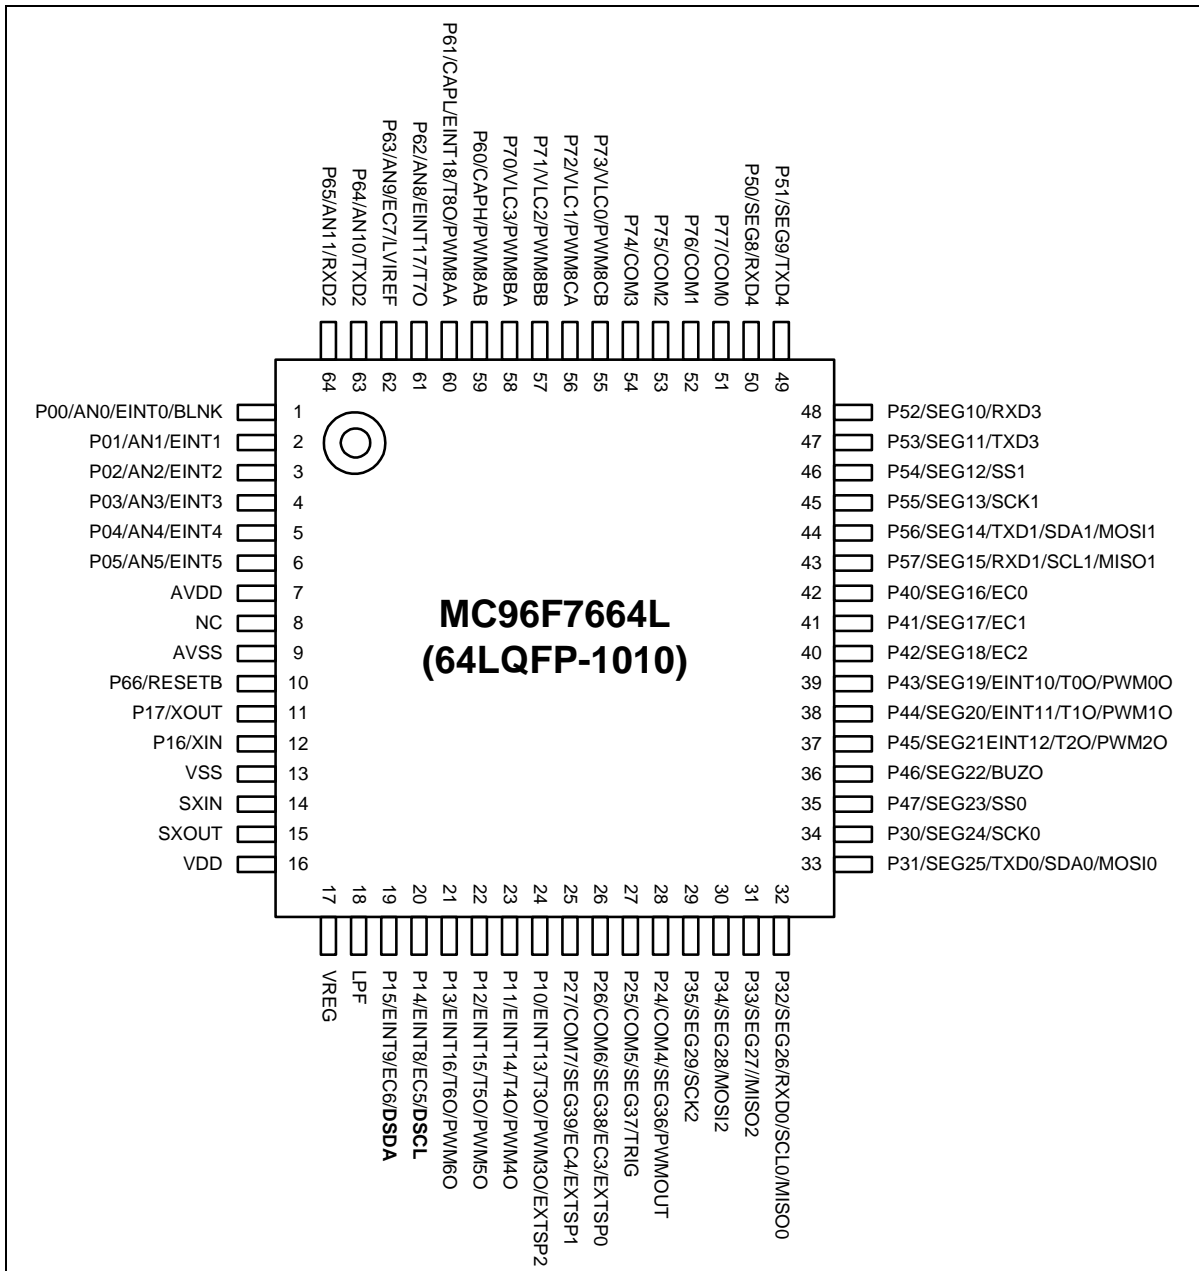 P65/AN11/RXD2
P64/AN10/TXD2
P63/AN9/EC7/LVIREF
P62/AN8/EINT17/T7O
P61/CAPL/EINT18/T8O/PWM8AA
P60/CAPH/PWM8AB
P70/VLC3/PWM8BA
P71/VLC2/PWM8BB
P72/VLC1/PWM8CA
P73/VLC0/PWM8CB
P74/COM3
P75/COM2
P76/COM1
P77/COM0
P50/SEG8/RXD4
P51/SEG9/TXD4
64
63
62
61
60
59
58
57
56
55
54
53
52
51
50
49
P00/AN0/EINT0/BLNK 1
P01/AN1/EINT1 2
P02/AN2/EINT2 3
P03/AN3/EINT3 4
P04/AN4/EINT4 5
P05/AN5/EINT5 6
AVDD 7
NC 8
AVSS 9
P66/RESETB 10
P17/XOUT 11
P16/XIN 12
VSS 13
SXIN 14
SXOUT 15
VDD 16
MC96F7664L
(64LQFP-1010)
48 P52/SEG10/RXD3
47 P53/SEG11/TXD3
46 P54/SEG12/SS1
45 P55/SEG13/SCK1
44 P56/SEG14/TXD1/SDA1/MOSI1
43 P57/SEG15/RXD1/SCL1/MISO1
42 P40/SEG16/EC0
41 P41/SEG17/EC1
40 P42/SEG18/EC2
39 P43/SEG19/EINT10/T0O/PWM0O
38 P44/SEG20/EINT11/T1O/PWM1O
37 P45/SEG21EINT12/T2O/PWM2O
36 P46/SEG22/BUZO
35 P47/SEG23/SS0
34 P30/SEG24/SCK0
33 P31/SEG25/TXD0/SDA0/MOSI0
17
18
19
20
21
22
23
24
25
26
27
28
29
30
31
32
VREG
LPF
P15/EINT9/EC6/DSDA
P14/EINT8/EC5/DSCL
P13/EINT16/T6O/PWM6O
P12/EINT15/T5O/PWM5O
P11/EINT14/T4O/PWM4O
P10/EINT13/T3O/PWM3O/EXTSP2
P27/COM7/SEG39/EC4/EXTSP1
P26/COM6/SEG38/EC3/EXTSP0
P25/COM5/SEG37/TRIG
P24/COM4/SEG36/PWMOUT
P35/SEG29/SCK2
P34/SEG28/MOSI2
P33/SEG27//MISO2
P32/SEG26/RXD0/SCL0/MISO0